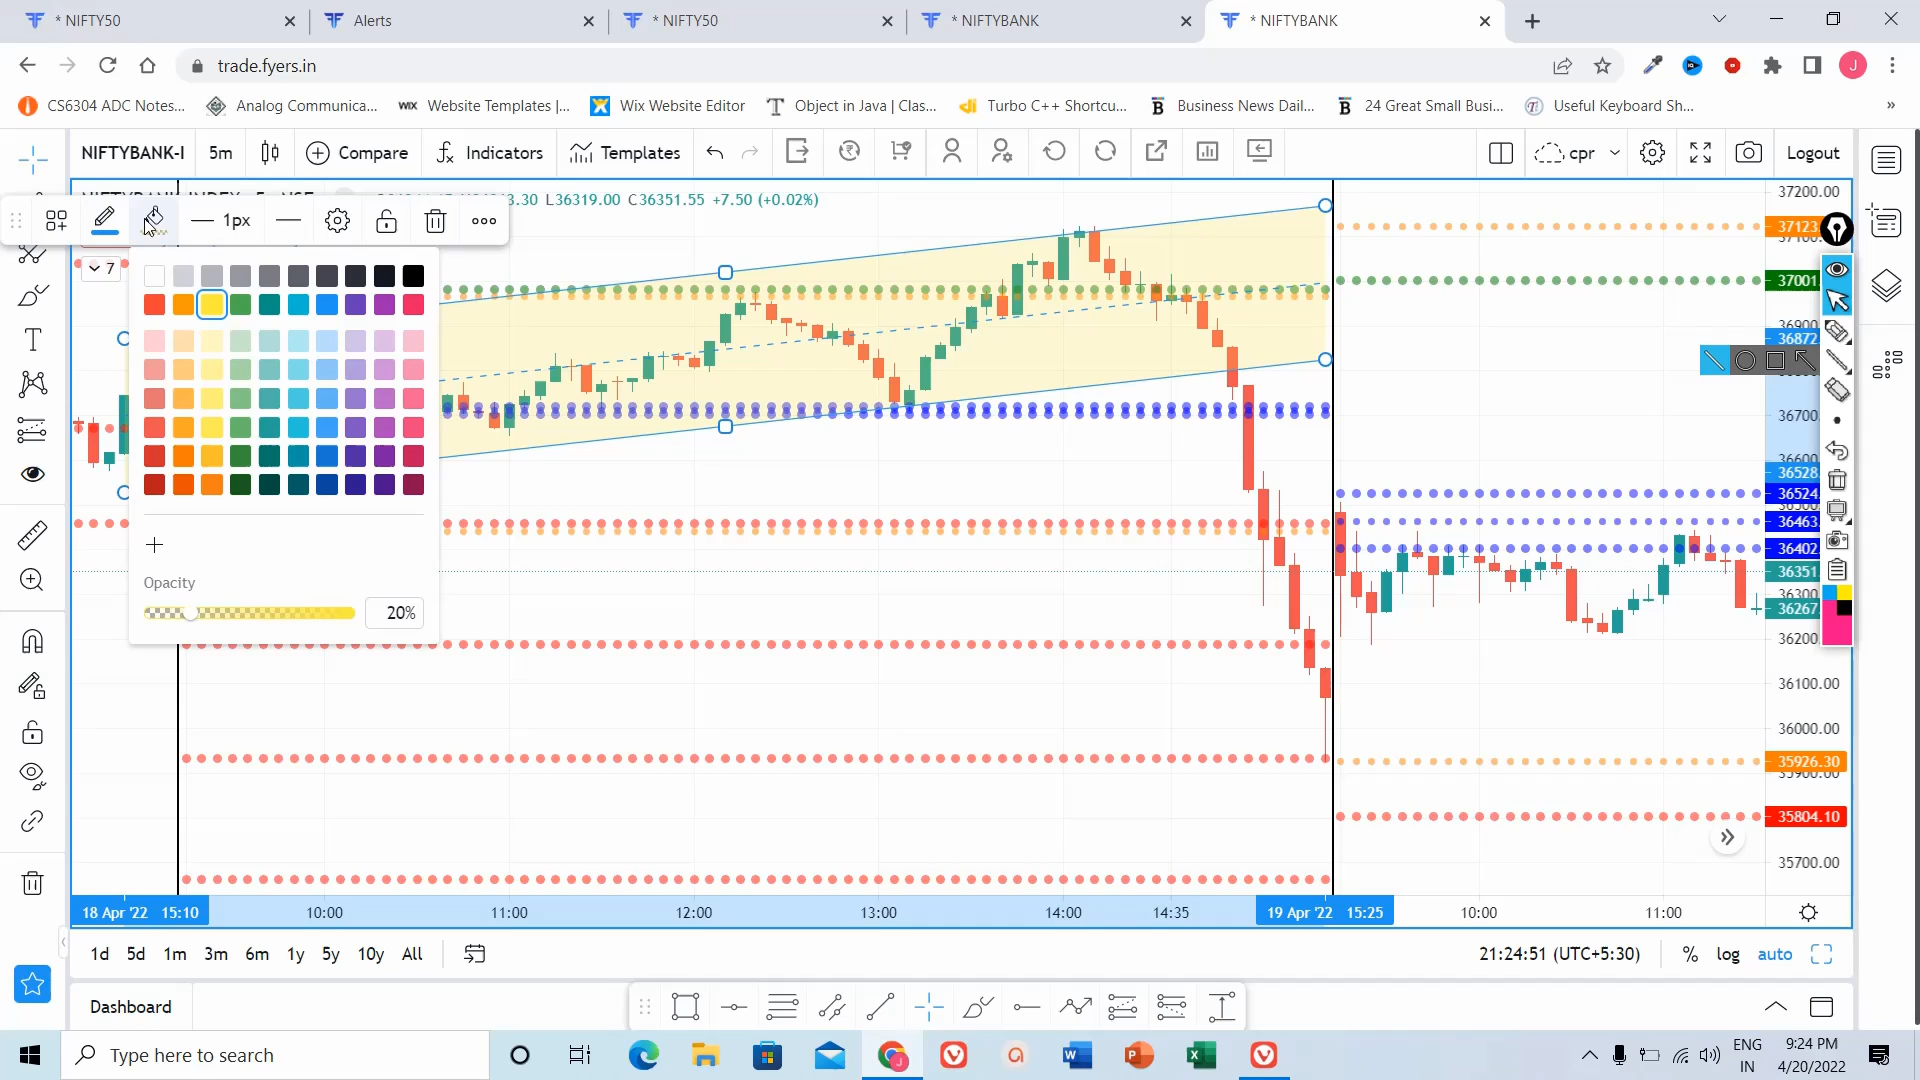 * NIFTY50
Alerts
* NIFTY50
* NIFTYBANK
* NIFTYBANK
trade.fyers.in
J
CS6304 ADC Notes...
Analog Communica...
WIX Website Templates |...
Wix Website Editor
Object in Java | Clas...
Turbo C++ Shortcu...
Business News Dail...
24 Great Small Busi...
Useful Keyboard Sh...
»
NIFTYBANK-I
5m
Compare
Indicators
Templates
cpr
Logout
L36319.00 C36351.55 +7.50 (+0.02%)
1px
7
Opacity
20%
37200.00
37123
37001
36872
36700
36528
36524
36463
36402
36351
36300
36267
36200
36100.00
36000.00
35926.30
35900.00
35804.10
35700.00
18 Apr '22 15:10
10:00
11:00
12:00
13:00
14:00
14:35
19 Apr '22 15:25
10:00
11:00
1d 5d 1m 3m 6m 1y 5y 10y All
21:24:51 (UTC+5:30)
% log auto
Dashboard
Type here to search
ENG
IN
9:24 PM
4/20/2022